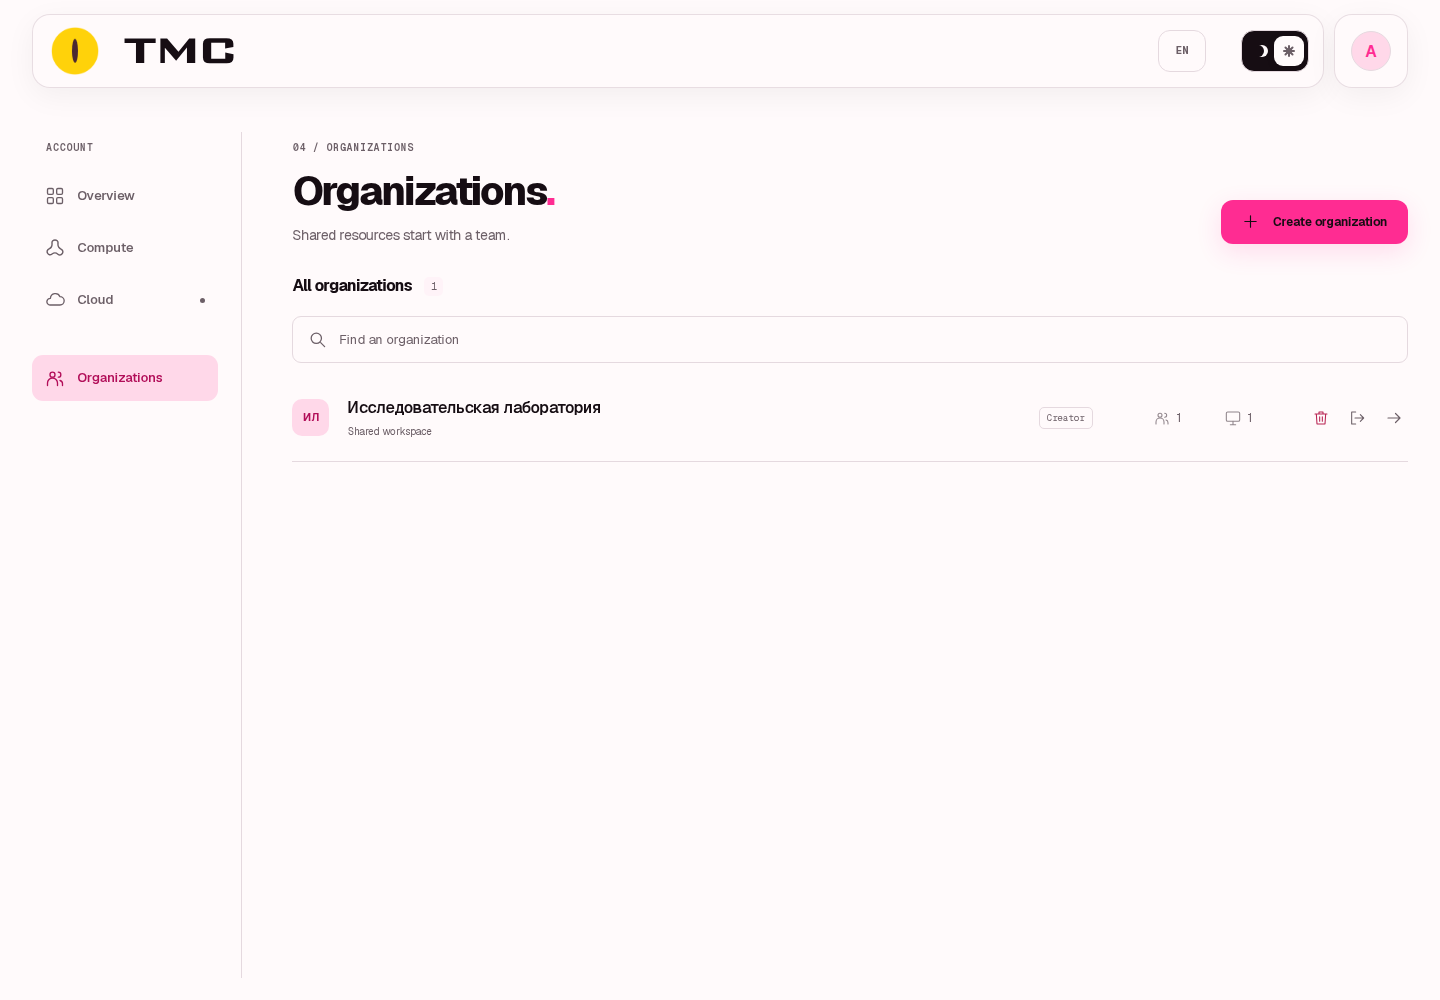 TMC
EN
A
ACCOUNT
Overview
Compute
Cloud
Organizations
04 / ORGANIZATIONS
Organizations.
Shared resources start with a team.
Create organization
All organizations 1
Find an organization
ИЛ
Исследовательская лаборатория
Shared workspace
Creator
1
1